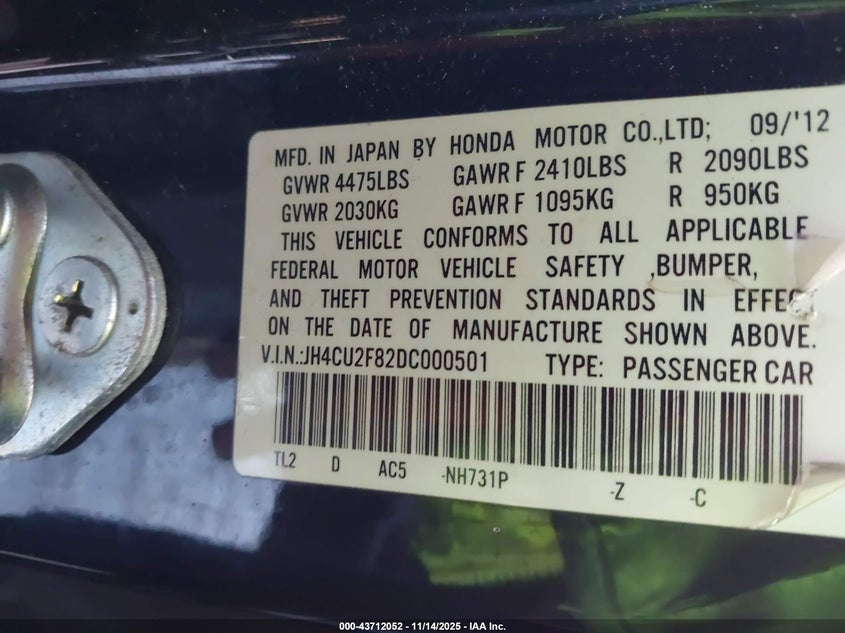 MFD. IN JAPAN BY HONDA MOTOR CO.,LTD; 09/'12
GVWR 4475LBS GAWR F 2410LBS R 2090LBS
GVWR 2030KG GAWR F 1095KG R 950KG
THIS VEHICLE CONFORMS TO ALL APPLICABLE
FEDERAL MOTOR VEHICLE SAFETY ,BUMPER,
AND THEFT PREVENTION STANDARDS IN EFFECT
ON THE DATE OF MANUFACTURE SHOWN ABOVE.
V.I.N.:JH4CU2F82DC000501 TYPE: PASSENGER CAR
TL2 D AC5 -NH731P -Z -C
000-43712052 - 11/14/2025 - IAA Inc.